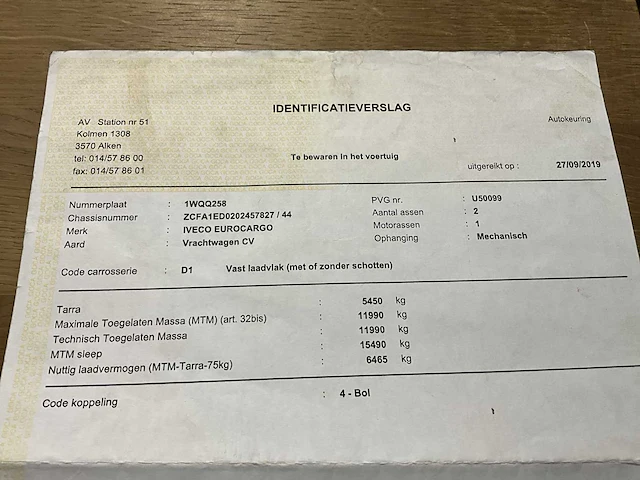 IDENTIFICATIEVERSLAG
AV Station nr 51
Kolmen 1308
3570 Alken
tel: 014/57 86 00
fax: 014/57 86 01
Autokeuring
Te bewaren in het voertuig
uitgereikt op : 27/09/2019
Nummerplaat : 1WQQ258
Chassisnummer : ZCFA1ED0202457827 / 44
Merk : IVECO EUROCARGO
Aard : Vrachtwagen CV
PVG nr. : U50099
Aantal assen : 2
Motorassen : 1
Ophanging : Mechanisch
Code carrosserie : D1 Vast laadvlak (met of zonder schotten)
Tarra : 5450 kg
Maximale Toegelaten Massa (MTM) (art. 32bis) : 11990 kg
Technisch Toegelaten Massa : 11990 kg
MTM sleep : 15490 kg
Nuttig laadvermogen (MTM-Tarra-75kg) : 6465 kg
Code koppeling : 4 - Bol